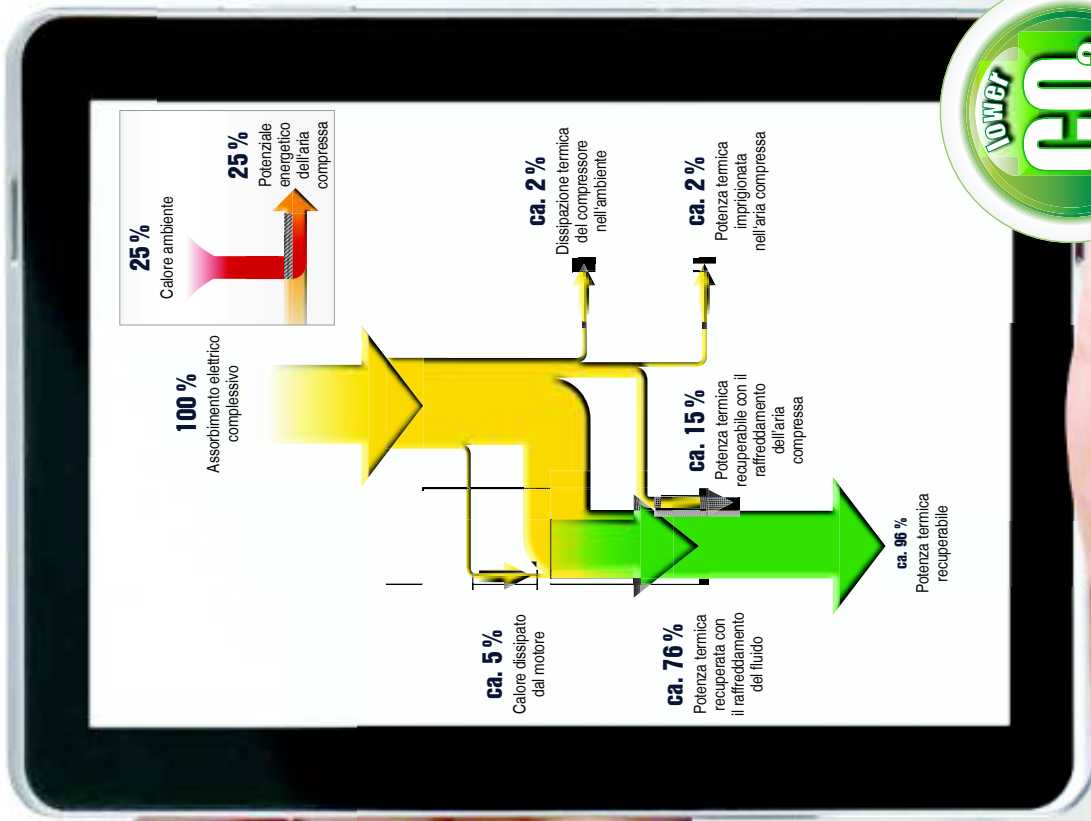 25 %
Calore ambiente
25 %
Potenziale
energetico
dell'aria
compressa
100 %
Assorbimento elettrico
complessivo
ca. 5 %
Calore dissipato
dal motore
ca. 2 %
Dissipazione termica
del compressore
nell'ambiente
ca. 76 %
Potenza termica
recuperata con
il raffreddamento
del fluido
ca. 15 %
Potenza termica
recuperabile con il
raffreddamento
dell'aria
compressa
ca. 2 %
Potenza termica
imprigionata
nell'aria compressa
ca. 96 %
Potenza termica
recuperabile
lower
CO2